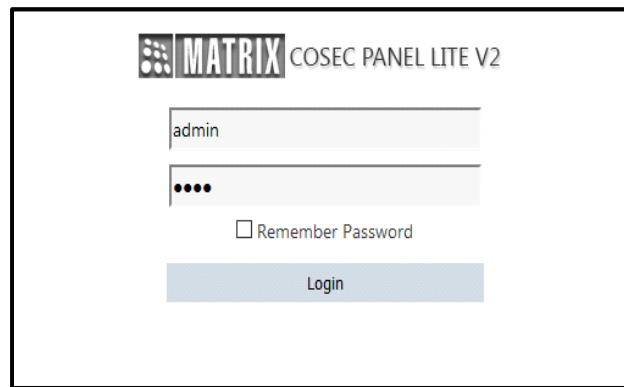 MATRIX COSEC PANEL LITE V2
admin
••••
Remember Password
Login